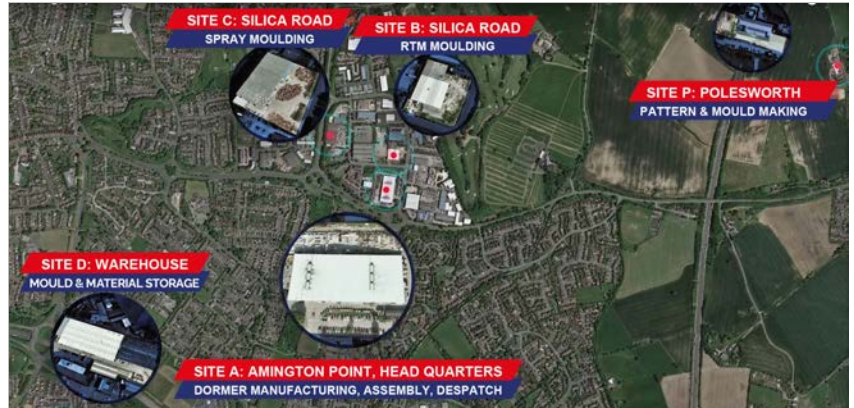 SITE C: SILICA ROAD
SPRAY MOULDING
SITE B: SILICA ROAD
RTM MOULDING
SITE P: POLESWORTH
PATTERN & MOULD MAKING
SITE D: WAREHOUSE
MOULD & MATERIAL STORAGE
SITE A: AMINGTON POINT, HEAD QUARTERS
DORMER MANUFACTURING, ASSEMBLY, DESPATCH